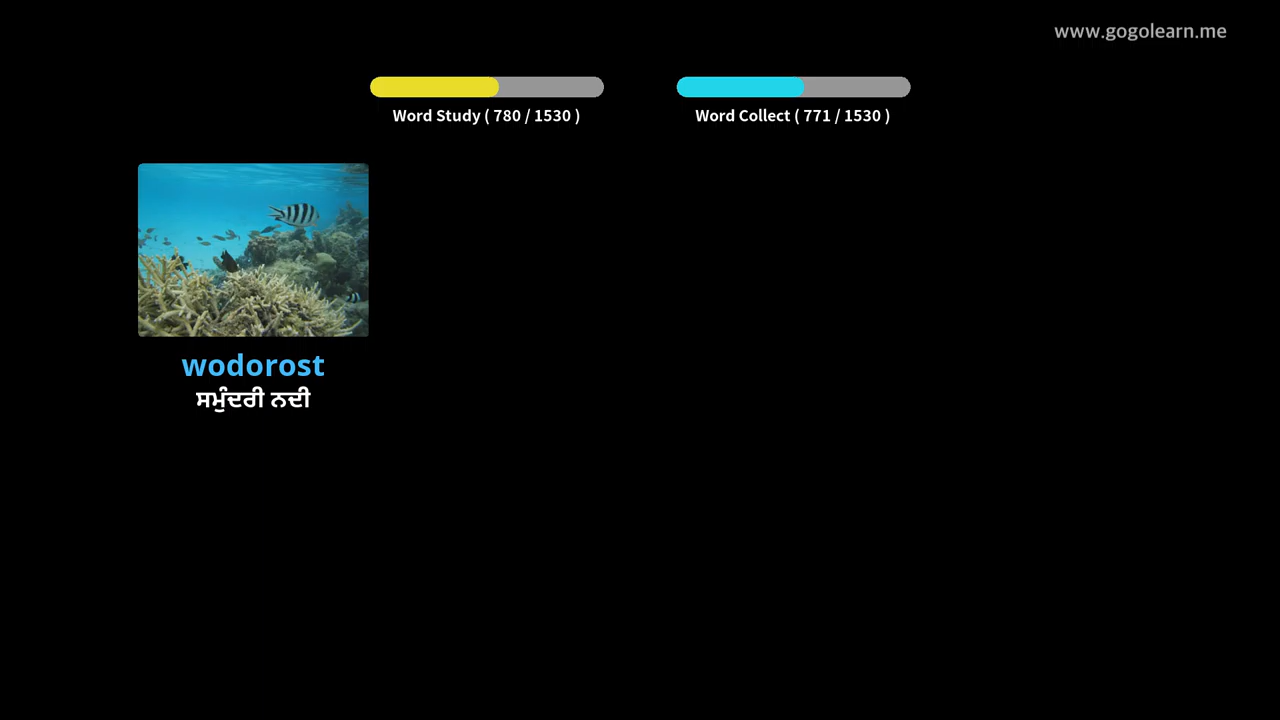 www.gogolearn.me
Word Study ( 780 / 1530 )
Word Collect ( 771 / 1530 )
wodorost
ਸਮੁੰਦਰੀ ਨਦੀ